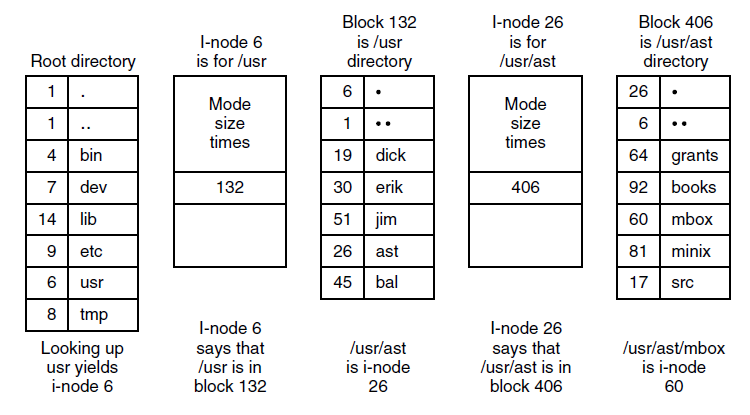 Root directory
1 .
1 ..
4 bin
7 dev
14 lib
9 etc
6 usr
8 tmp
Looking up
usr yields
i-node 6
I-node 6
is for /usr
Mode
size
times
132
I-node 6
says that
/usr is in
block 132
Block 132
is /usr
directory
6 •
1 ••
19 dick
30 erik
51 jim
26 ast
45 bal
/usr/ast
is i-node
26
I-node 26
is for
/usr/ast
Mode
size
times
406
I-node 26
says that
/usr/ast is in
block 406
Block 406
is /usr/ast
directory
26 •
6 ••
64 grants
92 books
60 mbox
81 minix
17 src
/usr/ast/mbox
is i-node
60